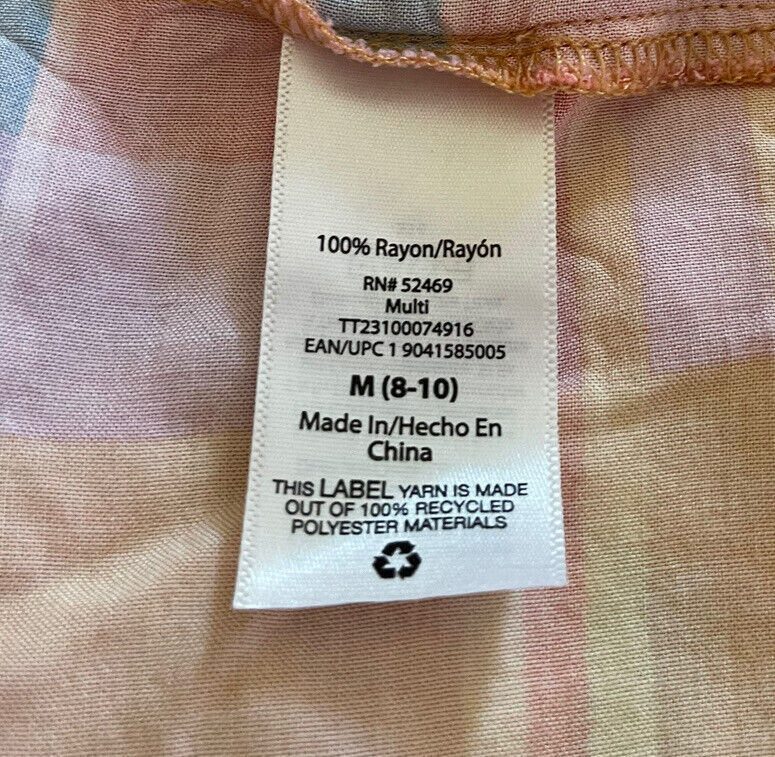 100% Rayon/Rayón
RN# 52469
Multi
TT23100074916
EAN/UPC 1 9041585005
M (8-10)
Made In/Hecho En
China
THIS LABEL YARN IS MADE
OUT OF 100% RECYCLED
POLYESTER MATERIALS